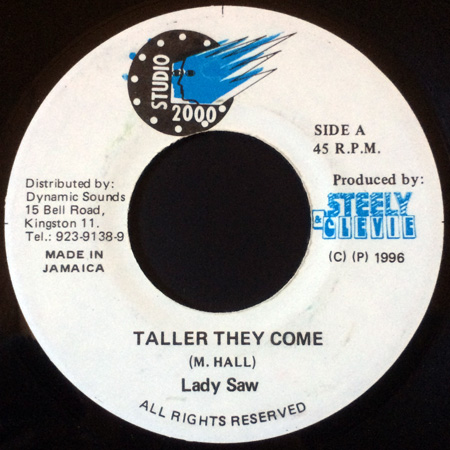 STUDIO
2000
SIDE A
45 R.P.M.
Distributed by:
Dynamic Sounds
15 Bell Road,
Kingston 11.
Tel.: 923-9138-9
MADE IN
JAMAICA
Produced by:
STEELY
& CLEVIE
(C) (P) 1996
TALLER THEY COME
(M. HALL)
Lady Saw
ALL RIGHTS RESERVED